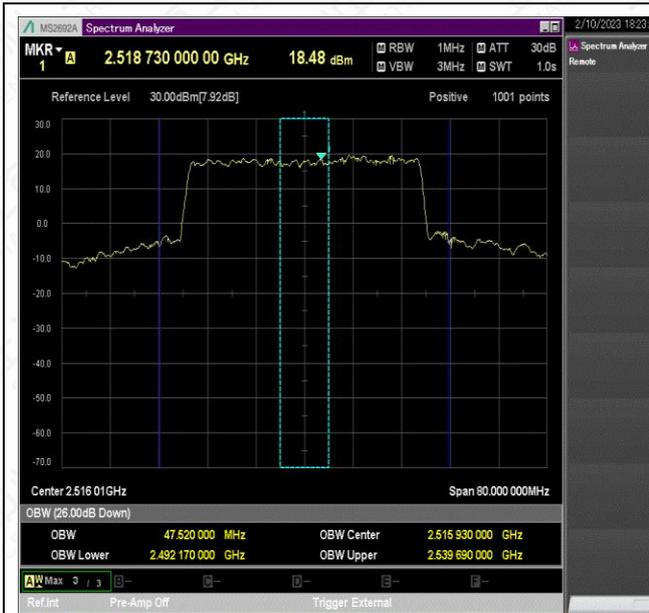 MS2692A Spectrum Analyzer
2/10/2023 18:23
MKR 1 A 2.518 730 000 00 GHz 18.48 dBm
M RBW 1MHz M ATT 30dB
M VBW 3MHz M SWT 1.0s
Spectrum Analyzer
Remote
Reference Level 30.00dBm[7.92dB] Positive 1001 points
30.0
20.0
10.0
0.0
-10.0
-20.0
-30.0
-40.0
-50.0
-60.0
-70.0
1
Center 2.516 01GHz Span 80.000 000MHz
OBW (26.00dB Down)
OBW 47.520 000 MHz OBW Center 2.515 930 000 GHz
OBW Lower 2.492 170 000 GHz OBW Upper 2.539 690 000 GHz
A W Max 3 / 3 B- C- D- E- F-
Ref.Int Pre-Amp Off Trigger External